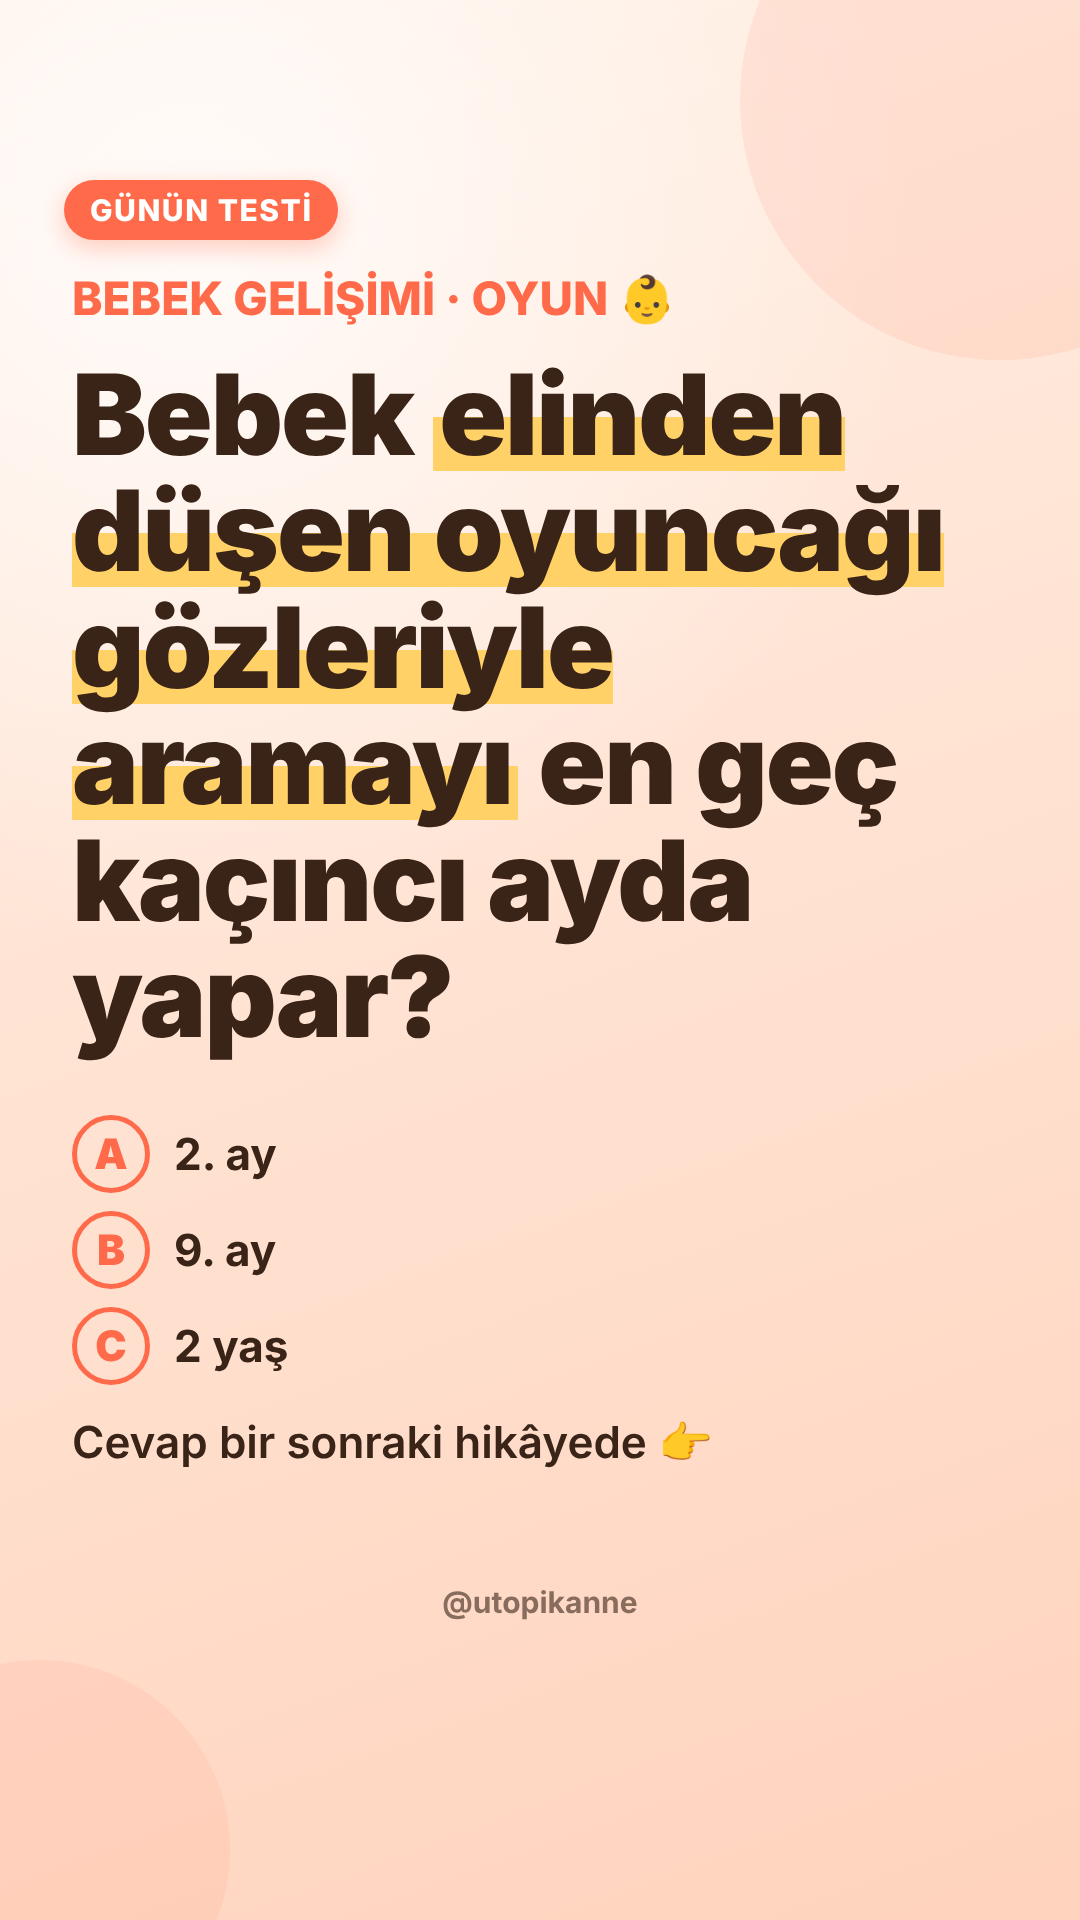 GÜNÜN TESTİ
BEBEK GELİŞİMİ · OYUN 👶
Bebek elinden
düşen oyuncağı
gözleriyle
aramayı en geç
kaçıncı ayda
yapar?
A 2. ay
B 9. ay
C 2 yaş
Cevap bir sonraki hikâyede 👉
@utopikanne